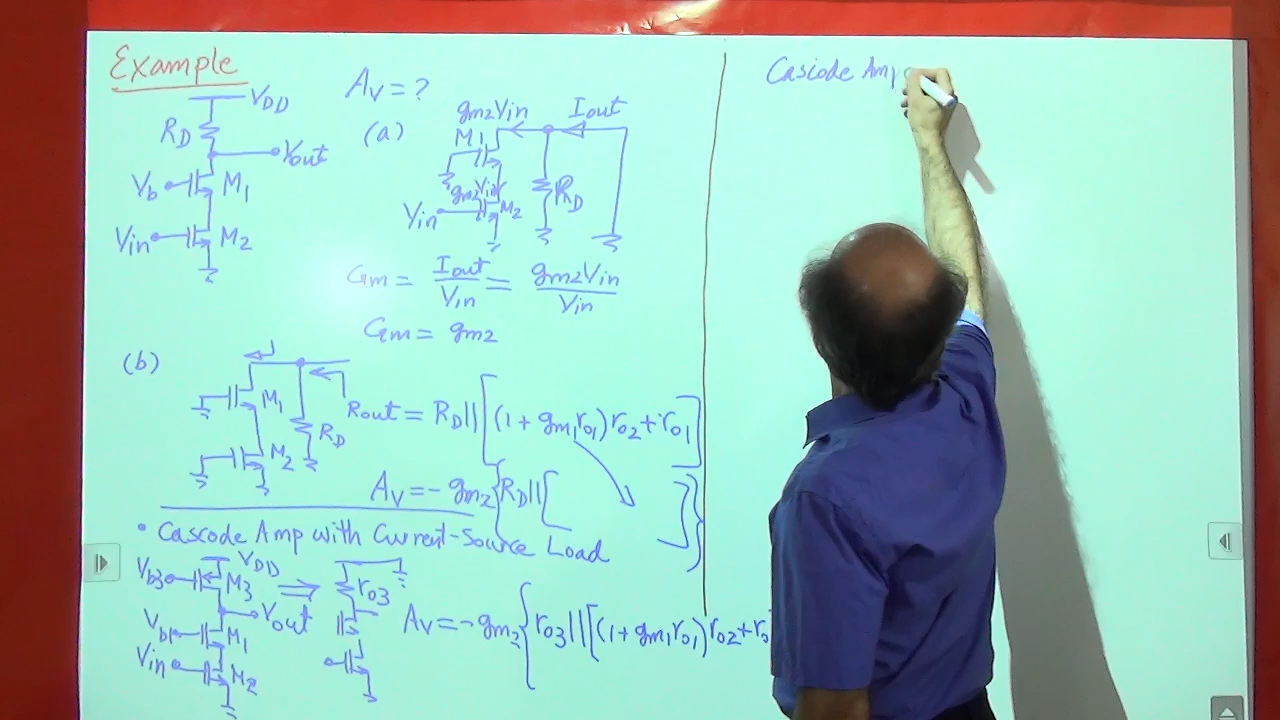 Example
Av = ?
VDD
RD
Vout
Vb
M1
Vin
M2
(a)
gm2Vin
Iout
M1
gm2Vin
Vin
M2
RD
Gm = Iout/Vin = gm2Vin/Vin
Gm = gm2
(b)
M1
M2
RD
Rout = RD||[(1 + gm1ro1)ro2 + ro1]
Av = - gm2{RD||[ ]}
• Cascode Amp with Current-Source Load
VDD
Vb3
M3
Vout
Vb1
M1
Vin
M2
⇒
ro3
Av = -gm2{ro3||[(1 + gm1ro1)ro2 + ro
Cascode Amp